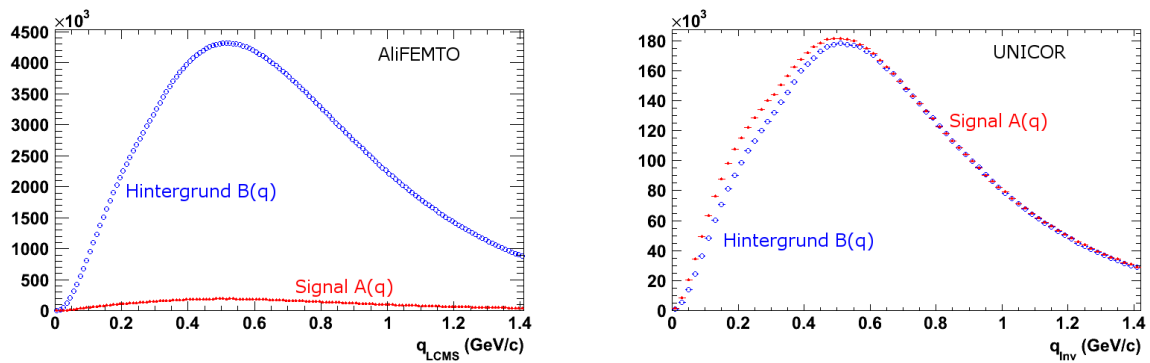 ×10³
4500
4000
3500
3000
2500
2000
1500
1000
500
0
AliFEMTO
Hintergrund B(q)
Signal A(q)
0 0.2 0.4 0.6 0.8 1 1.2 1.4
q_LCMS (GeV/c)
×10³
180
160
140
120
100
80
60
40
20
0
UNICOR
Signal A(q)
Hintergrund B(q)
0 0.2 0.4 0.6 0.8 1 1.2 1.4
q_Inv (GeV/c)